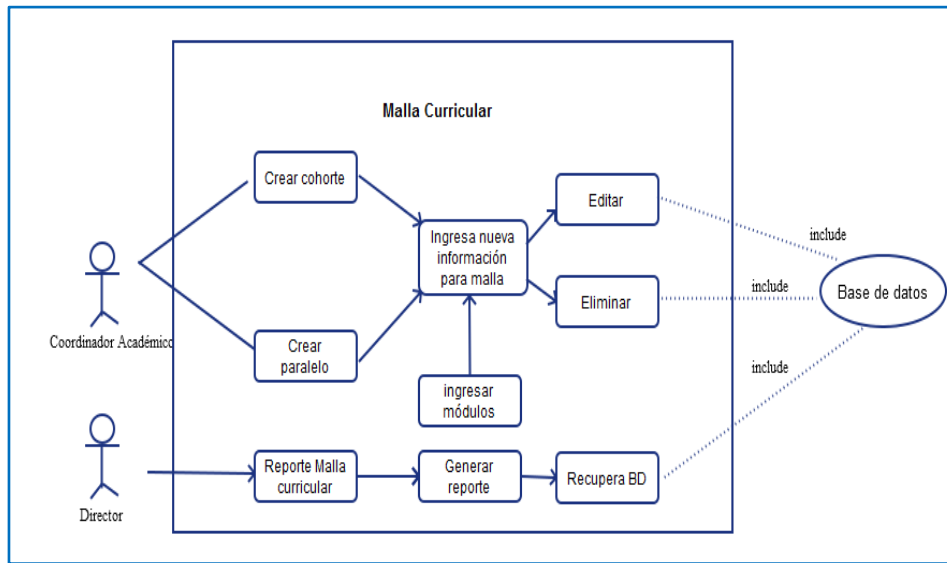 Malla Curricular
Crear cohorte
Editar
Ingresa nueva
información
para malla
include
Coordinador Académico
Eliminar
include
Base de datos
Crear
paralelo
ingresar
módulos
include
Director
Reporte Malla
curricular
Generar
reporte
Recupera BD